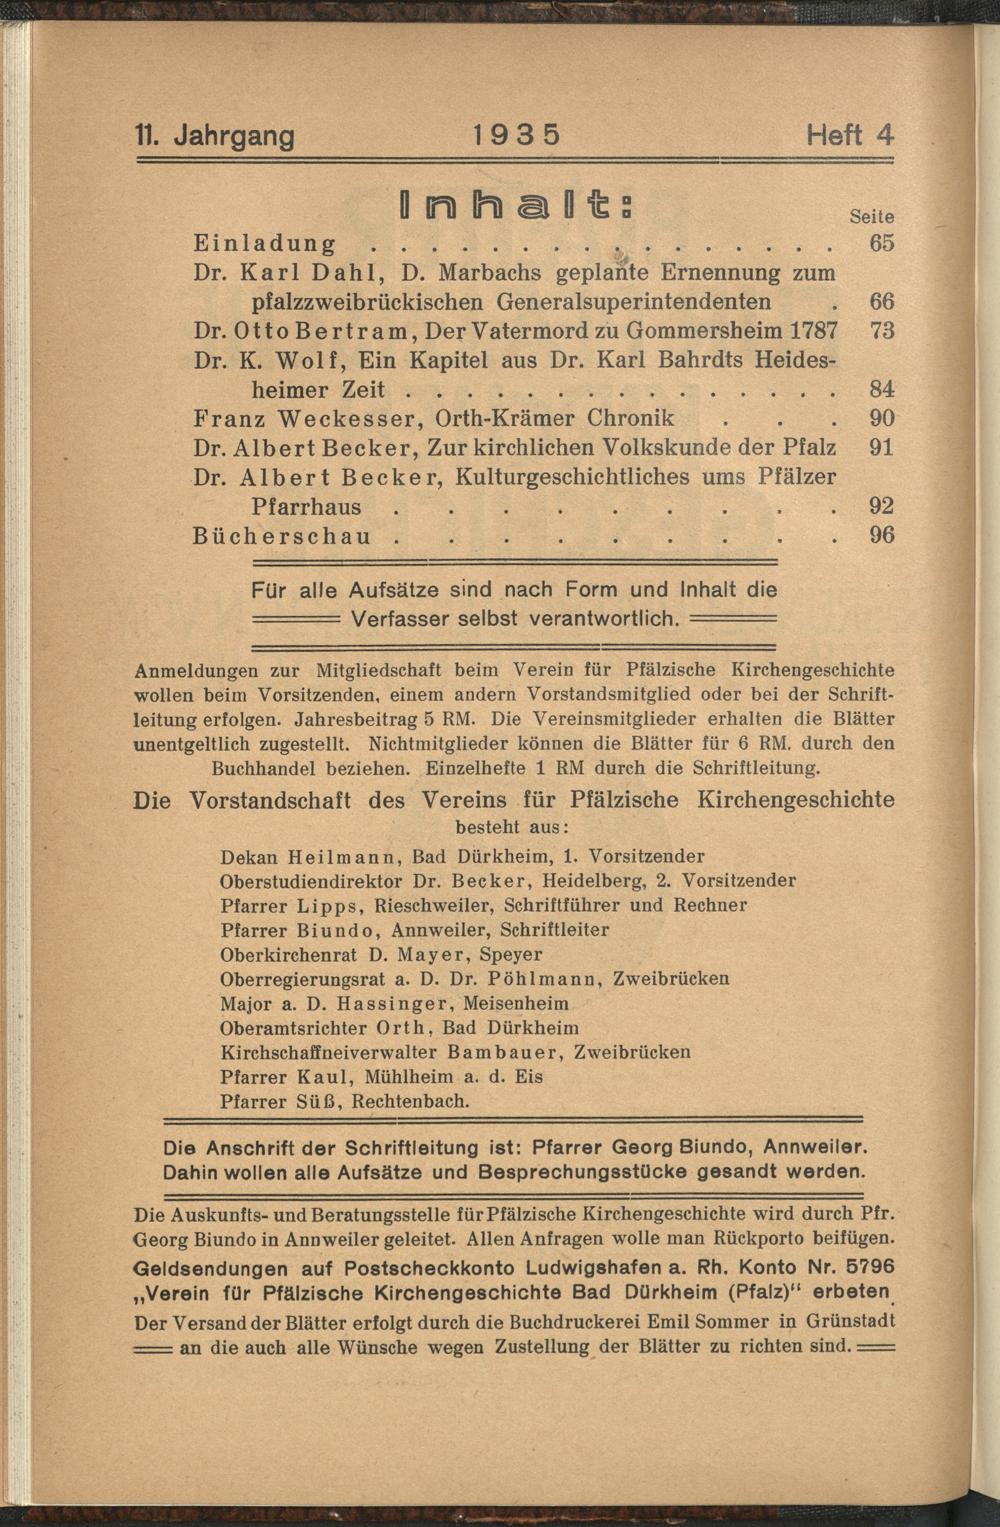 11. Jahrgang 1935 Heft 4
Inhalt:
Seite
Einladung . . . . . . . . . . . . . . . . 65
Dr. Karl Dahl, D. Marbachs geplante Ernennung zum
pfalzzweibrückischen Generalsuperintendenten . 66
Dr. Otto Bertram, Der Vatermord zu Gommersheim 1787 73
Dr. K. Wolf, Ein Kapitel aus Dr. Karl Bahrdts Heides-
heimer Zeit . . . . . . . . . . . . . . . 84
Franz Weckesser, Orth-Krämer Chronik . . . 90
Dr. Albert Becker, Zur kirchlichen Volkskunde der Pfalz 91
Dr. Albert Becker, Kulturgeschichtliches ums Pfälzer
Pfarrhaus . . . . . . . . . 92
Bücherschau . . . . . . . . . 96
Für alle Aufsätze sind nach Form und Inhalt die
Verfasser selbst verantwortlich.
Anmeldungen zur Mitgliedschaft beim Verein für Pfälzische Kirchengeschichte
wollen beim Vorsitzenden, einem andern Vorstandsmitglied oder bei der Schrift-
leitung erfolgen. Jahresbeitrag 5 RM. Die Vereinsmitglieder erhalten die Blätter
unentgeltlich zugestellt. Nichtmitglieder können die Blätter für 6 RM. durch den
Buchhandel beziehen. Einzelhefte 1 RM durch die Schriftleitung.
Die Vorstandschaft des Vereins für Pfälzische Kirchengeschichte
besteht aus:
Dekan Heilmann, Bad Dürkheim, 1. Vorsitzender
Oberstudiendirektor Dr. Becker, Heidelberg, 2. Vorsitzender
Pfarrer Lipps, Rieschweiler, Schriftführer und Rechner
Pfarrer Biundo, Annweiler, Schriftleiter
Oberkirchenrat D. Mayer, Speyer
Oberregierungsrat a. D. Dr. Pöhlmann, Zweibrücken
Major a. D. Hassinger, Meisenheim
Oberamtsrichter Orth, Bad Dürkheim
Kirchschaffneiverwalter Bambauer, Zweibrücken
Pfarrer Kaul, Mühlheim a. d. Eis
Pfarrer Süß, Rechtenbach.
Die Anschrift der Schriftleitung ist: Pfarrer Georg Biundo, Annweiler.
Dahin wollen alle Aufsätze und Besprechungsstücke gesandt werden.
Die Auskunfts- und Beratungsstelle für Pfälzische Kirchengeschichte wird durch Pfr.
Georg Biundo in Annweiler geleitet. Allen Anfragen wolle man Rückporto beifügen.
Geldsendungen auf Postscheckkonto Ludwigshafen a. Rh. Konto Nr. 5796
„Verein für Pfälzische Kirchengeschichte Bad Dürkheim (Pfalz)“ erbeten.
Der Versand der Blätter erfolgt durch die Buchdruckerei Emil Sommer in Grünstadt
an die auch alle Wünsche wegen Zustellung der Blätter zu richten sind.